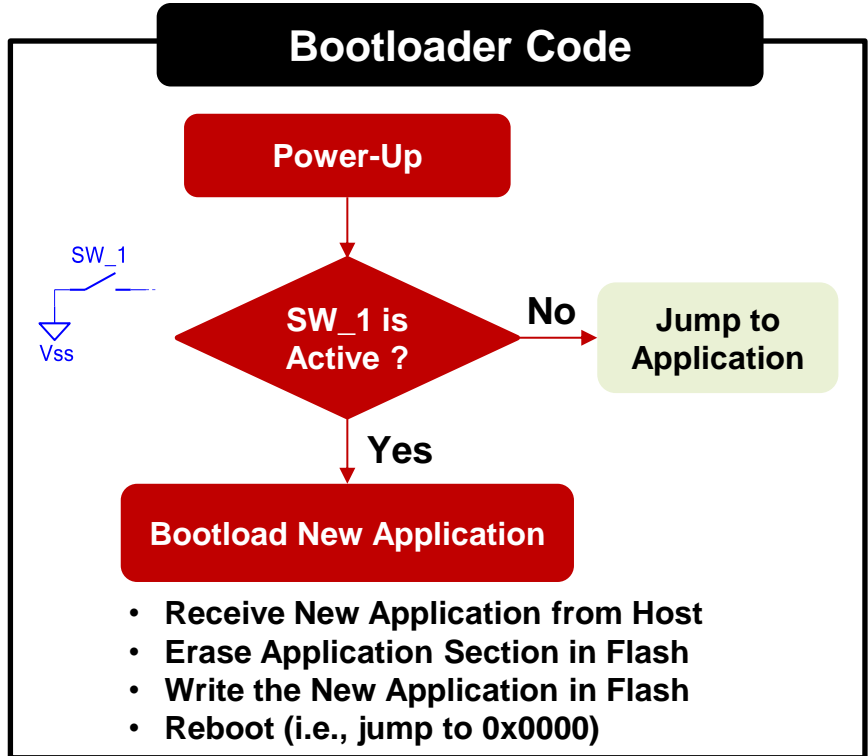 Bootloader Code
Power-Up
SW_1
Vss
SW_1 is
Active ?
No
Jump to
Application
Yes
Bootload New Application
• Receive New Application from Host
• Erase Application Section in Flash
• Write the New Application in Flash
• Reboot (i.e., jump to 0x0000)